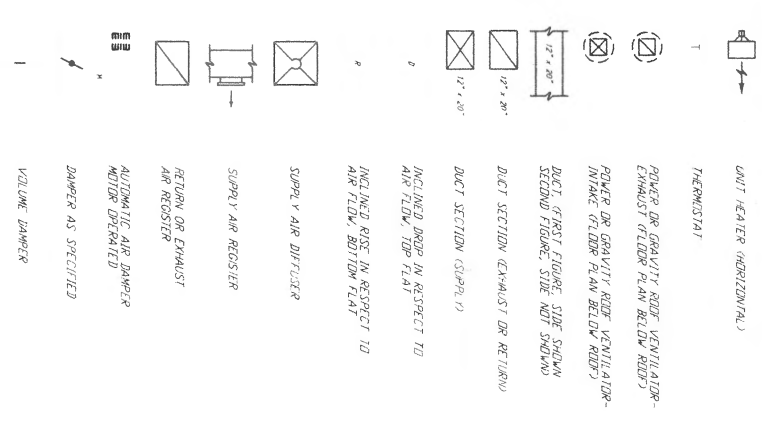 UNIT HEATER (HORIZONTAL)
T
THERMOSTAT
POWER OR GRAVITY ROOF VENTILATOR-
EXHAUST (FLOOR PLAN BELOW ROOF)
POWER OR GRAVITY ROOF VENTILATOR-
INTAKE (FLOOR PLAN BELOW ROOF)
12" x 20"
DUCT, (FIRST FIGURE, SIDE SHOWN
SECOND FIGURE, SIDE NOT SHOWN)
12" x 20"
DUCT SECTION (EXHAUST OR RETURN)
12" x 20"
DUCT SECTION (SUPPLY)
D
INCLINED DROP IN RESPECT TO
AIR FLOW, TOP FLAT
R
INCLINED RISE IN RESPECT TO
AIR FLOW, BOTTOM FLAT
SUPPLY AIR DIFFUSER
SUPPLY AIR REGISTER
RETURN OR EXHAUST
AIR REGISTER
AUTOMATIC AIR DAMPER
MOTOR OPERATED
DAMPER AS SPECIFIED
VOLUME DAMPER